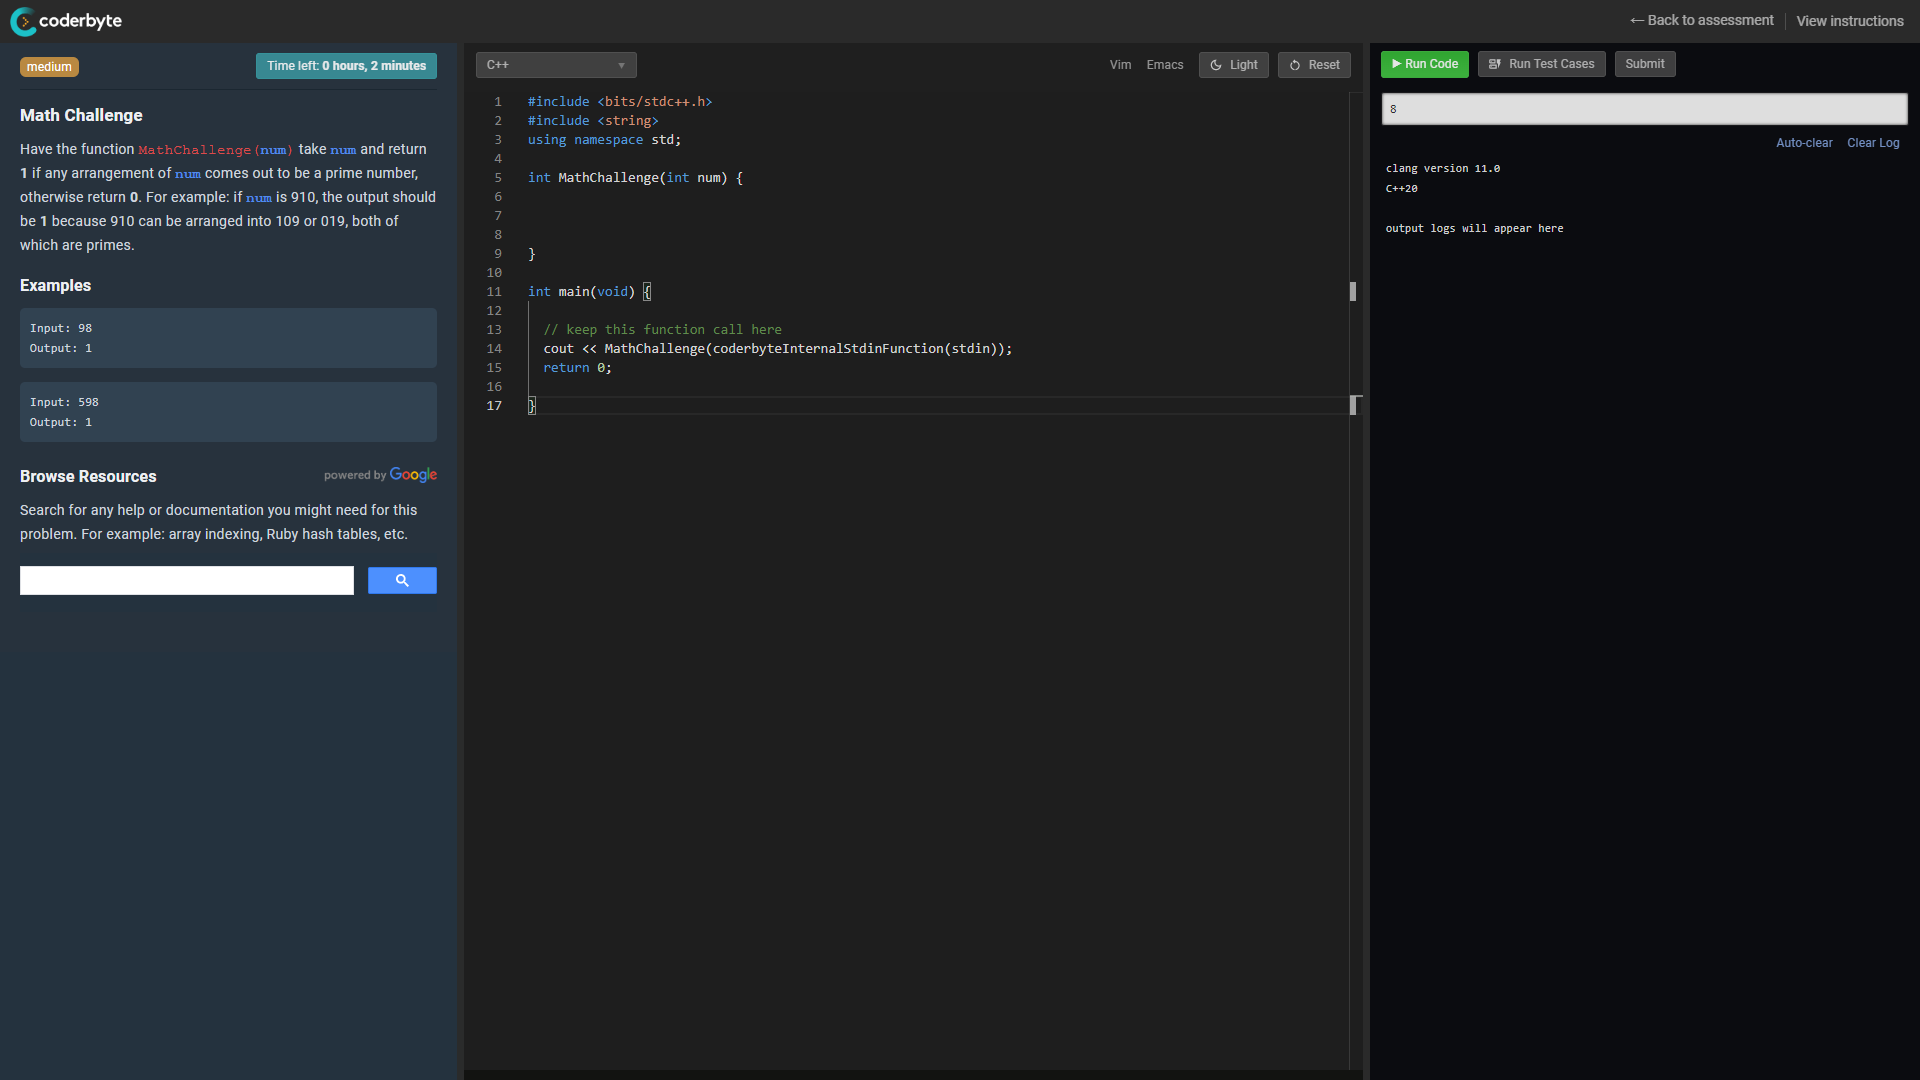 coderbyte
← Back to assessment
View instructions
medium
Time left: 0 hours, 2 minutes
Math Challenge
Have the function MathChallenge(num) take num and return
1 if any arrangement of num comes out to be a prime number,
otherwise return 0. For example: if num is 910, the output should
be 1 because 910 can be arranged into 109 or 019, both of
which are primes.
Examples
Input: 98
Output: 1
Input: 598
Output: 1
Browse Resources
powered by Google
Search for any help or documentation you might need for this
problem. For example: array indexing, Ruby hash tables, etc.
C++
Vim
Emacs
Light
Reset
1 #include <bits/stdc++.h>
2 #include <string>
3 using namespace std;
4
5 int MathChallenge(int num) {
6
7
8
9 }
10
11 int main(void) {
12
13   // keep this function call here
14   cout << MathChallenge(coderbyteInternalStdinFunction(stdin));
15   return 0;
16
17 }
Run Code
Run Test Cases
Submit
8
Auto-clear
Clear Log
clang version 11.0
C++20
output logs will appear here